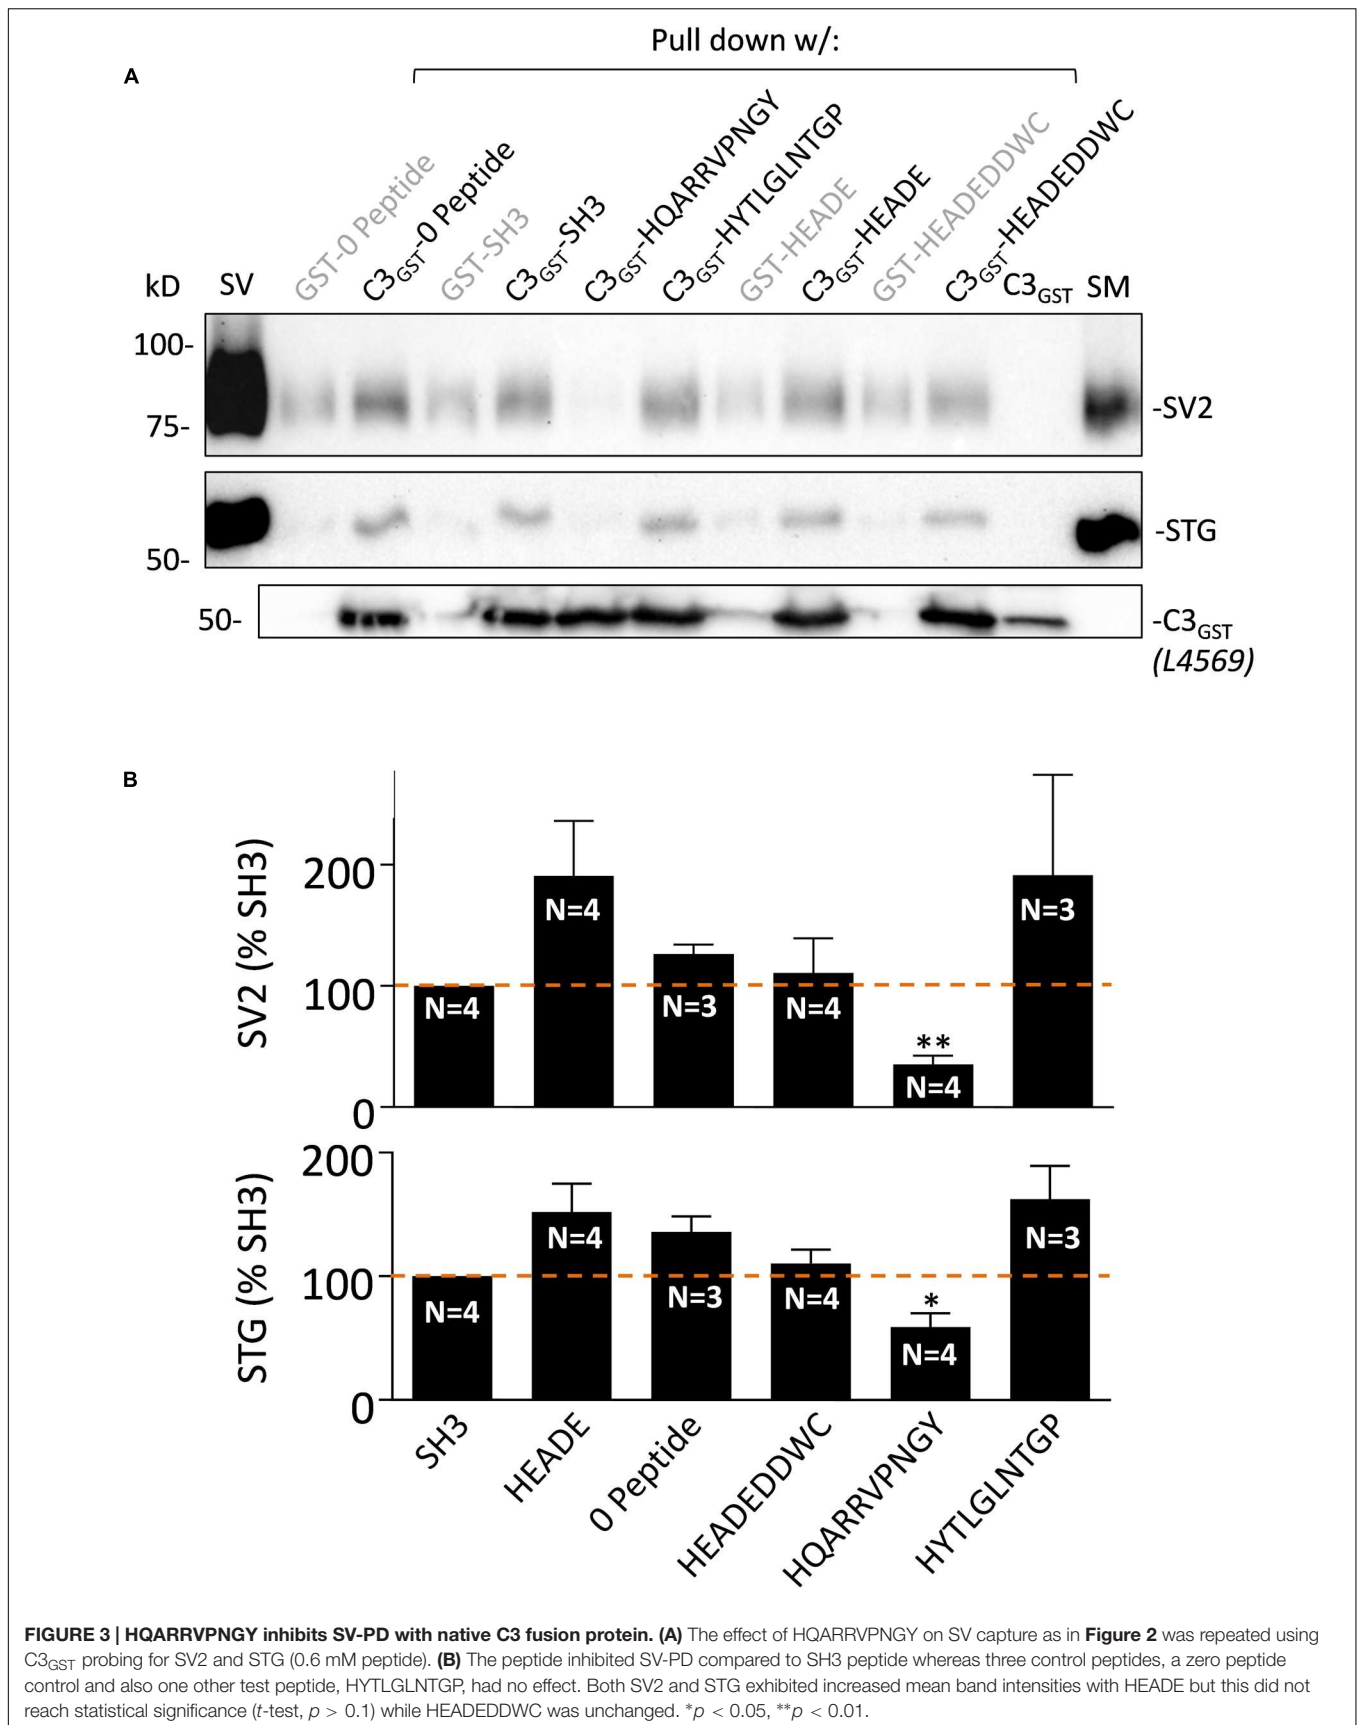 Pull down w/:
A
GST-0 Peptide
C3GST-0 Peptide
GST-SH3
C3GST-SH3
C3GST-HQARRVPNGY
C3GST-HYTLGLNTGP
GST-HEADE
C3GST-HEADE
GST-HEADEDDWC
C3GST-HEADEDDWC
kD SV C3GST SM
100-
75-
-SV2
50-
-STG
50-
-C3GST
(L4569)
B
SV2 (% SH3)
200
100
0
N=4
N=4
N=3
N=4
**
N=4
N=3
STG (% SH3)
200
100
0
N=4
N=4
N=3
N=4
*
N=4
N=3
SH3
HEADE
0 Peptide
HEADEDDWC
HQARRVPNGY
HYTLGLNTGP
FIGURE 3 | HQARRVPNGY inhibits SV-PD with native C3 fusion protein. (A) The effect of HQARRVPNGY on SV capture as in Figure 2 was repeated using
C3GST probing for SV2 and STG (0.6 mM peptide). (B) The peptide inhibited SV-PD compared to SH3 peptide whereas three control peptides, a zero peptide
control and also one other test peptide, HYTLGLNTGP, had no effect. Both SV2 and STG exhibited increased mean band intensities with HEADE but this did not
reach statistical significance (t-test, p > 0.1) while HEADEDDWC was unchanged. *p < 0.05, **p < 0.01.